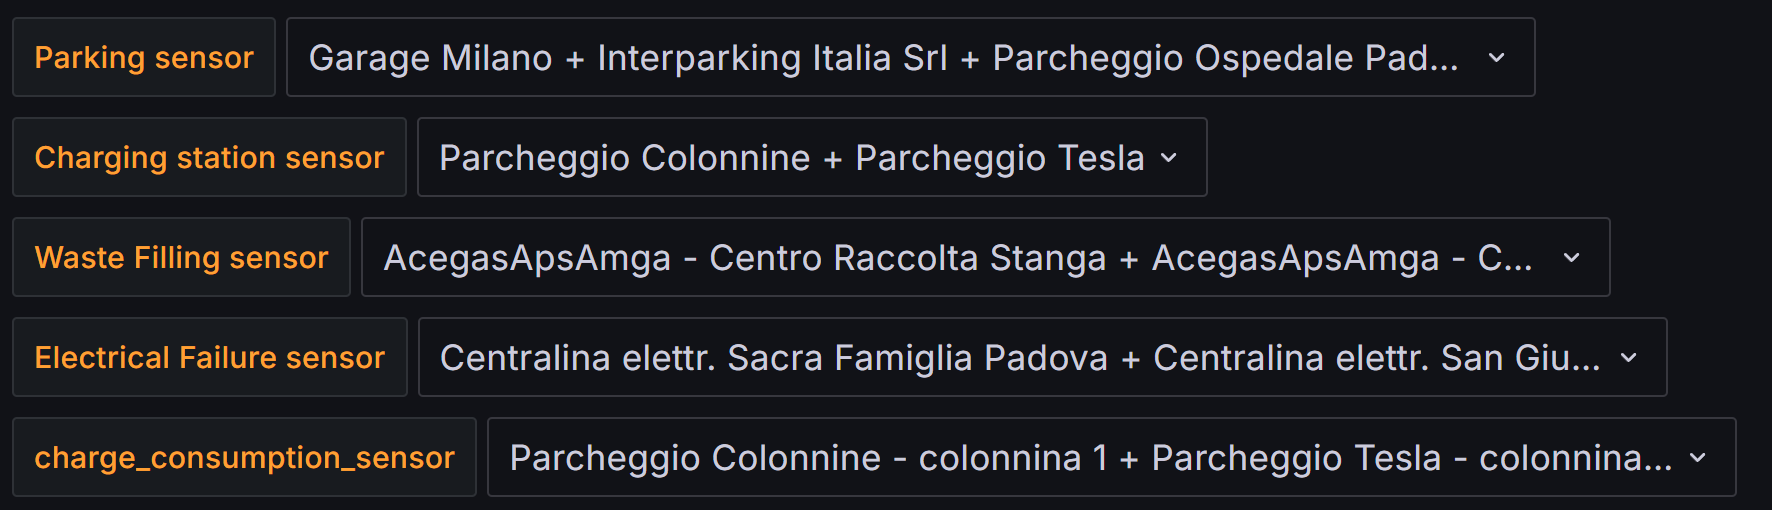 Parking sensor Garage Milano + Interparking Italia Srl + Parcheggio Ospedale Pad...
Charging station sensor Parcheggio Colonnine + Parcheggio Tesla
Waste Filling sensor AcegasApsAmga - Centro Raccolta Stanga + AcegasApsAmga - C...
Electrical Failure sensor Centralina elettr. Sacra Famiglia Padova + Centralina elettr. San Giu...
charge_consumption_sensor Parcheggio Colonnine - colonnina 1 + Parcheggio Tesla - colonnina...